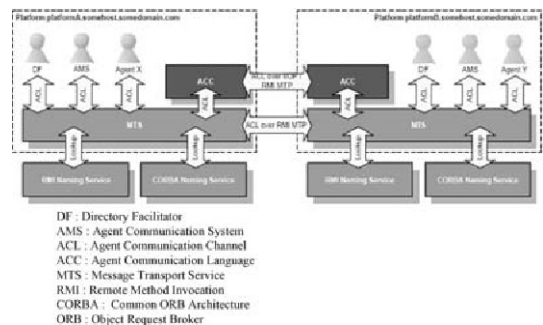 Platform platformA.somehost.somedomain.com
Platform platformB.somehost.somedomain.com
DF
AMS
Agent X
DF
AMS
Agent Y
ACC
ACC
ACL over IIOP / RMI MTP
ACL
ACL
ACL
ACL
ACL
ACL
ACL
ACL
MTS
ACL over RMI MTP
MTS
Lookup
Lookup
Lookup
Lookup
RMI Naming Service
CORBA Naming Service
RMI Naming Service
CORBA Naming Service
DF : Directory Facilitator
AMS : Agent Communication System
ACL : Agent Communication Channel
ACC : Agent Communication Language
MTS : Message Transport Service
RMI : Remote Method Invocation
CORBA : Common ORB Architecture
ORB : Object Request Broker